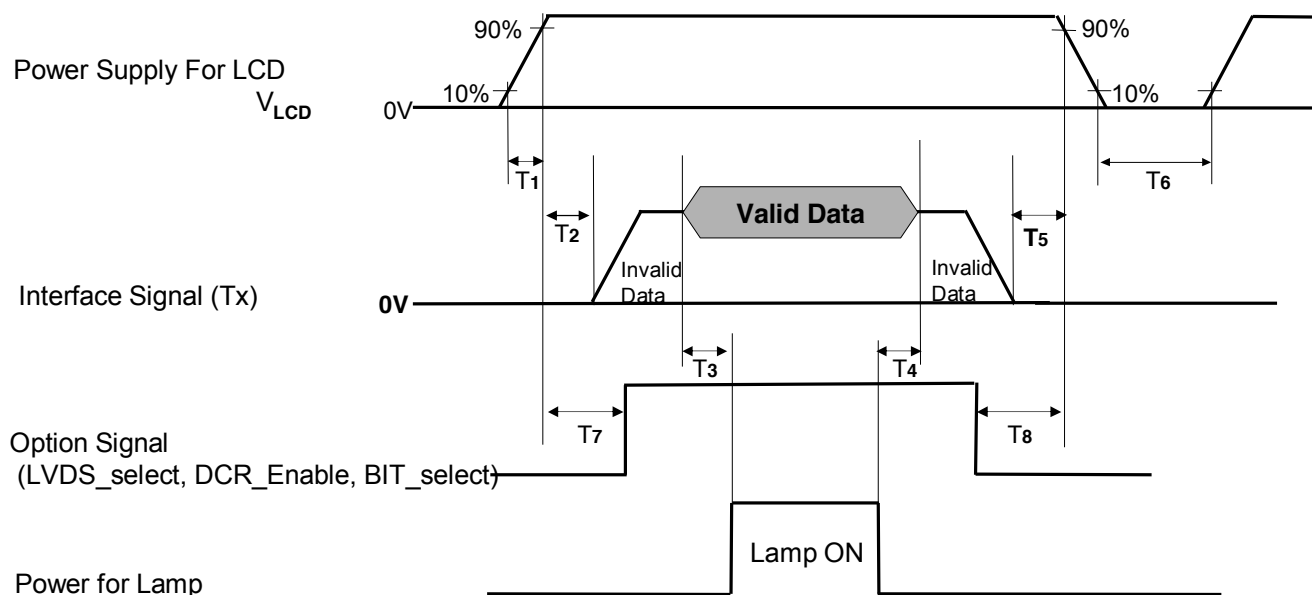 90%
90%
Power Supply For LCD
VLCD
10%
10%
0V
T1
T6
Valid Data
T2
T5
Invalid
Data
Invalid
Data
Interface Signal (Tx)
0V
T3
T4
T7
T8
Option Signal
(LVDS_select, DCR_Enable, BIT_select)
Lamp ON
Power for Lamp